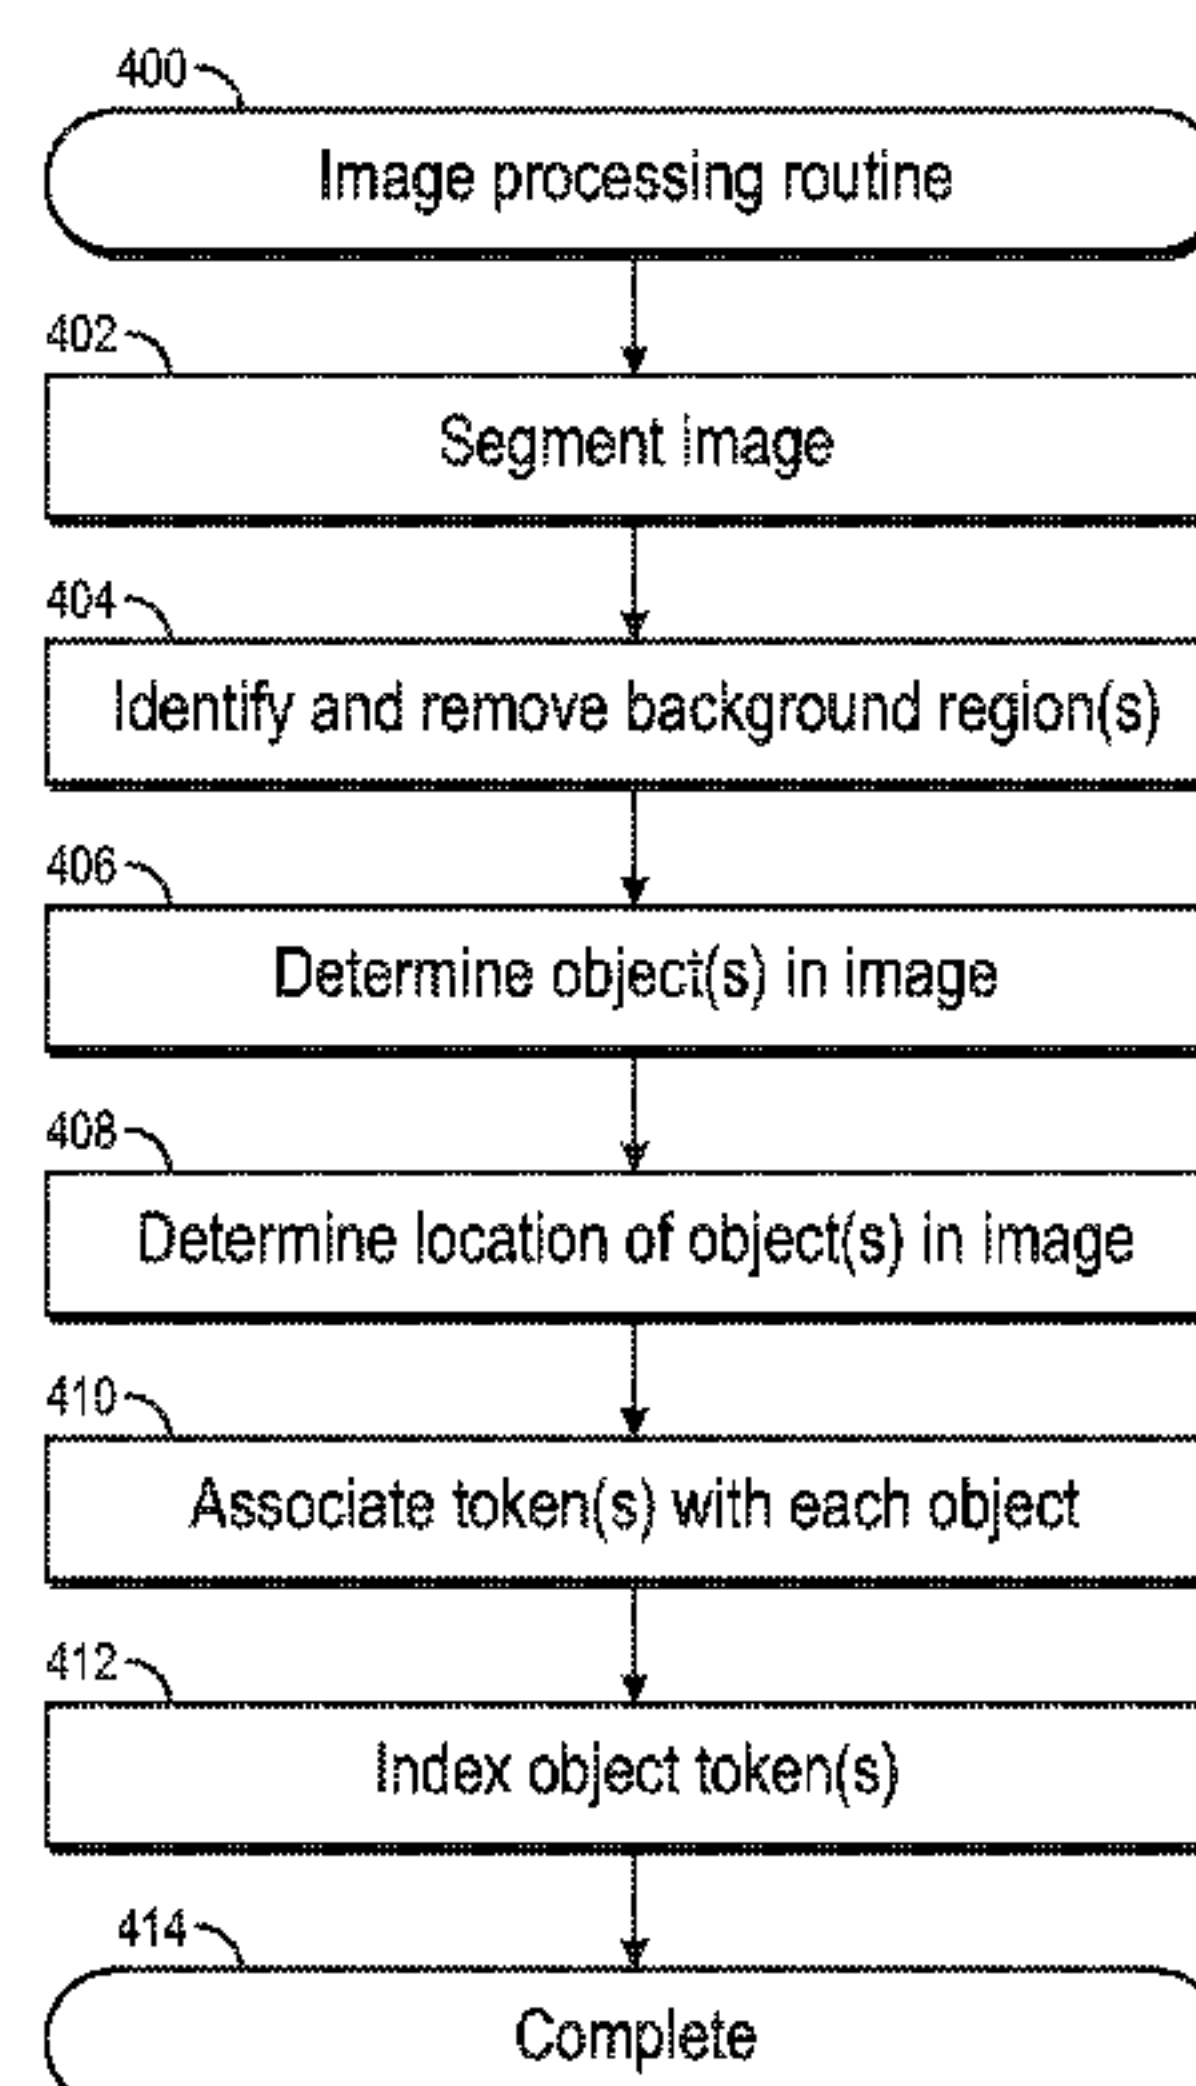 400
Image processing routine
402
Segment image
404
Identify and remove background region(s)
406
Determine object(s) in image
408
Determine location of object(s) in image
410
Associate token(s) with each object
412
Index object token(s)
414
Complete